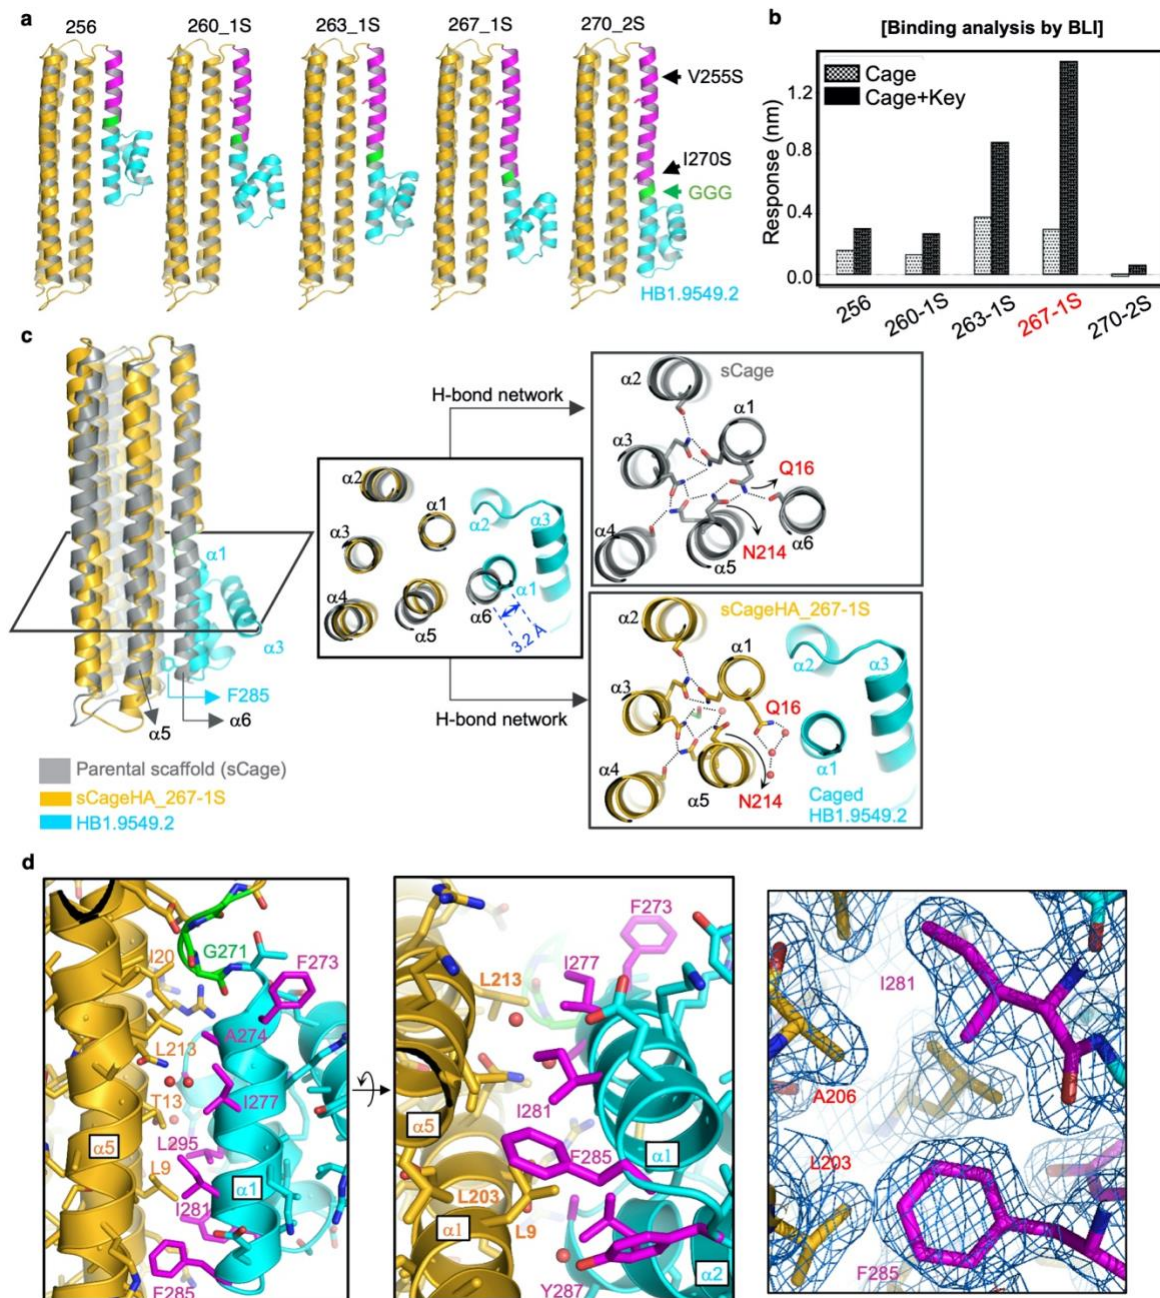 a
256
260_1S
263_1S
267_1S
270_2S
V255S
I270S
GGG
HB1.9549.2
b
[Binding analysis by BLI]
Cage
Cage+Key
Response (nm)
1.2
0.8
0.4
0.0
256
260-1S
263-1S
267-1S
270-2S
c
α1
α3
F285
α5
α6
Parental scaffold (sCage)
sCageHA_267-1S
HB1.9549.2
H-bond network
H-bond network
α2
α1
α3
α4
α5
α6
α2
α3
α1
3.2 Å
sCage
α2
α1
α3
Q16
α4
α5
N214
α6
sCageHA_267-1S
α2
α1
α3
Q16
α4
α5
N214
α2
α3
α1
Caged
HB1.9549.2
d
I20
G271
F273
A274
L213
T13
I277
α5
L295
L9
α1
I281
F285
F273
I277
L213
I281
α5
F285
α1
L203
α1
L9
α2
Y287
I281
A206
L203
F285